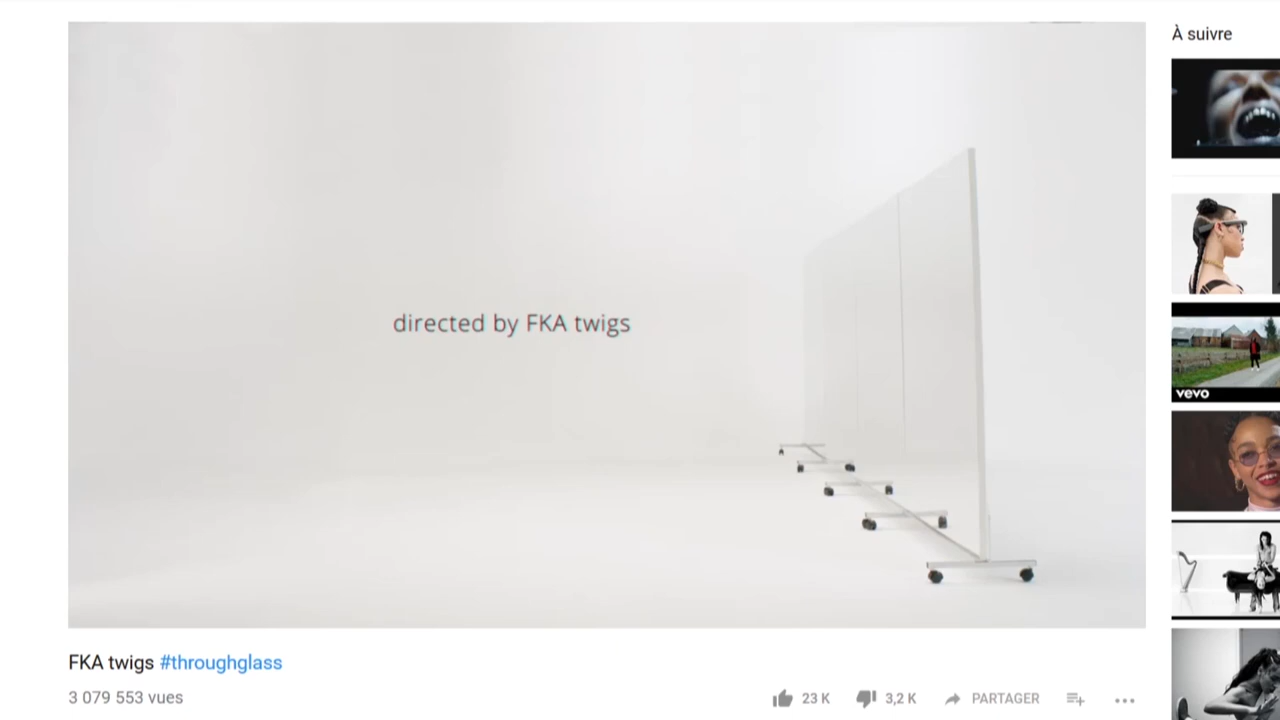 À suivre
directed by FKA twigs
vevo
FKA twigs #throughglass
3 079 553 vues
23 K
3,2 K
PARTAGER